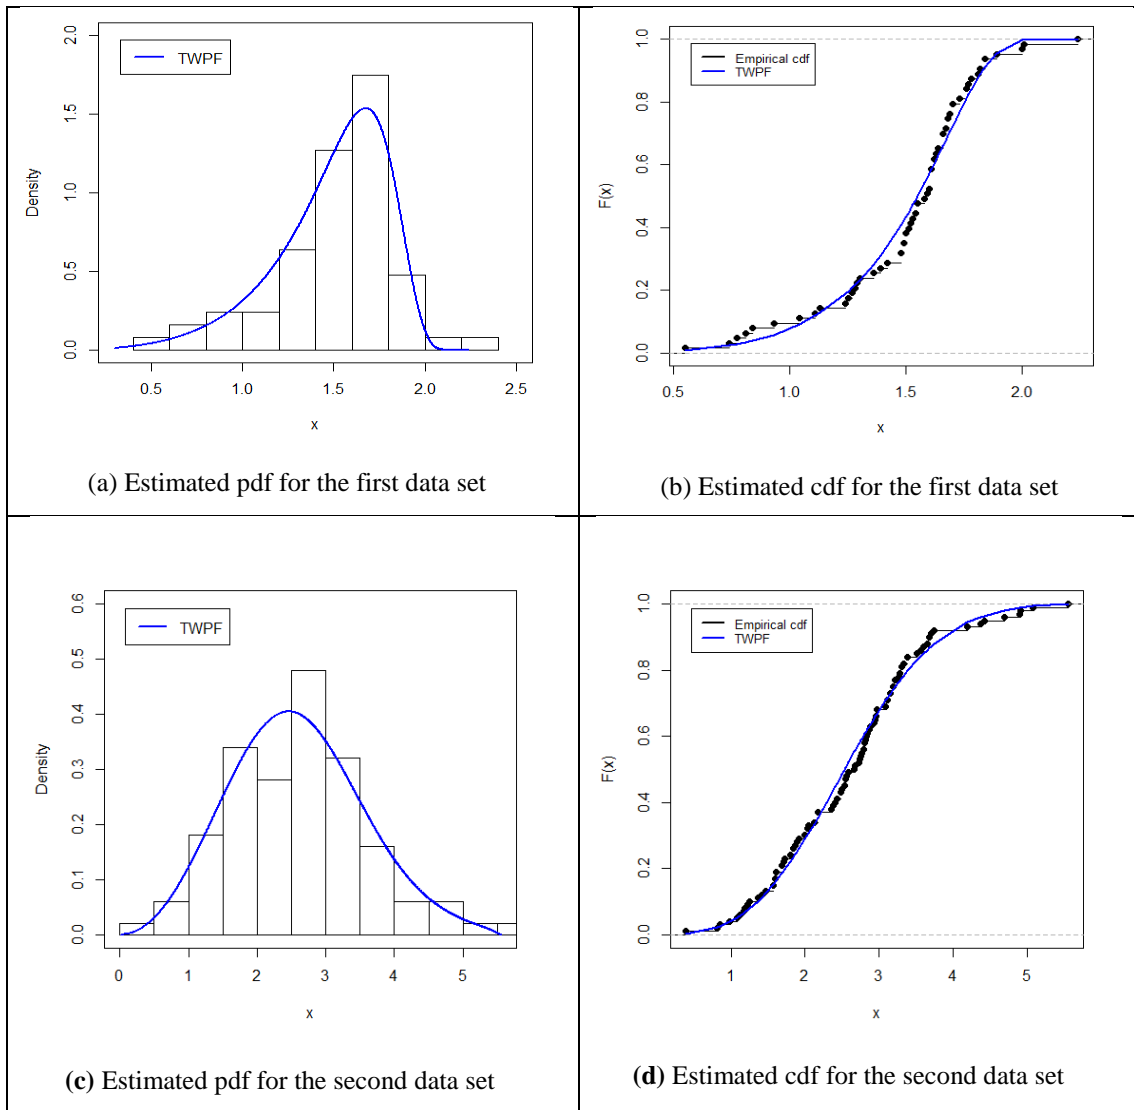 TWPF
Density
0.0
0.5
1.0
1.5
2.0
0.5
1.0
1.5
2.0
2.5
x
(a) Estimated pdf for the first data set
Empirical cdf
TWPF
F(x)
0.0
0.2
0.4
0.6
0.8
1.0
0.5
1.0
1.5
2.0
x
(b) Estimated cdf for the first data set
TWPF
Density
0.0
0.1
0.2
0.3
0.4
0.5
0.6
0
1
2
3
4
5
x
(c) Estimated pdf for the second data set
Empirical cdf
TWPF
F(x)
0.0
0.2
0.4
0.6
0.8
1.0
1
2
3
4
5
x
(d) Estimated cdf for the second data set